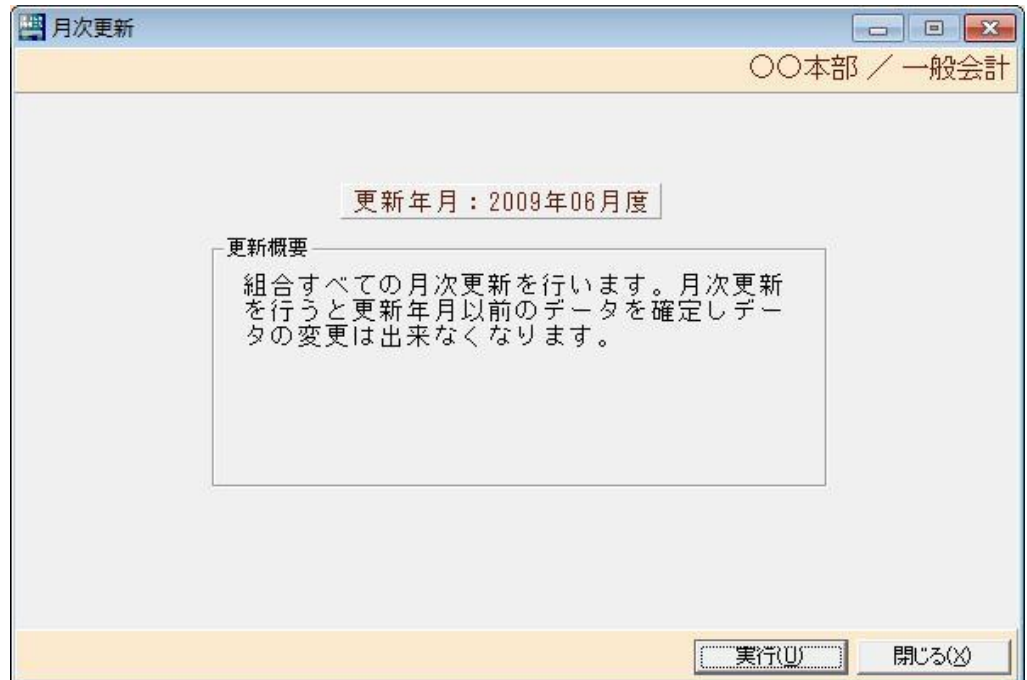 月次更新
〇〇本部 / 一般会計
更新年月：2009年06月度
更新概要
組合すべての月次更新を行います。月次更新
を行うと更新年月以前のデータを確定しデー
タの変更は出来なくなります。
実行(U) 閉じる(X)